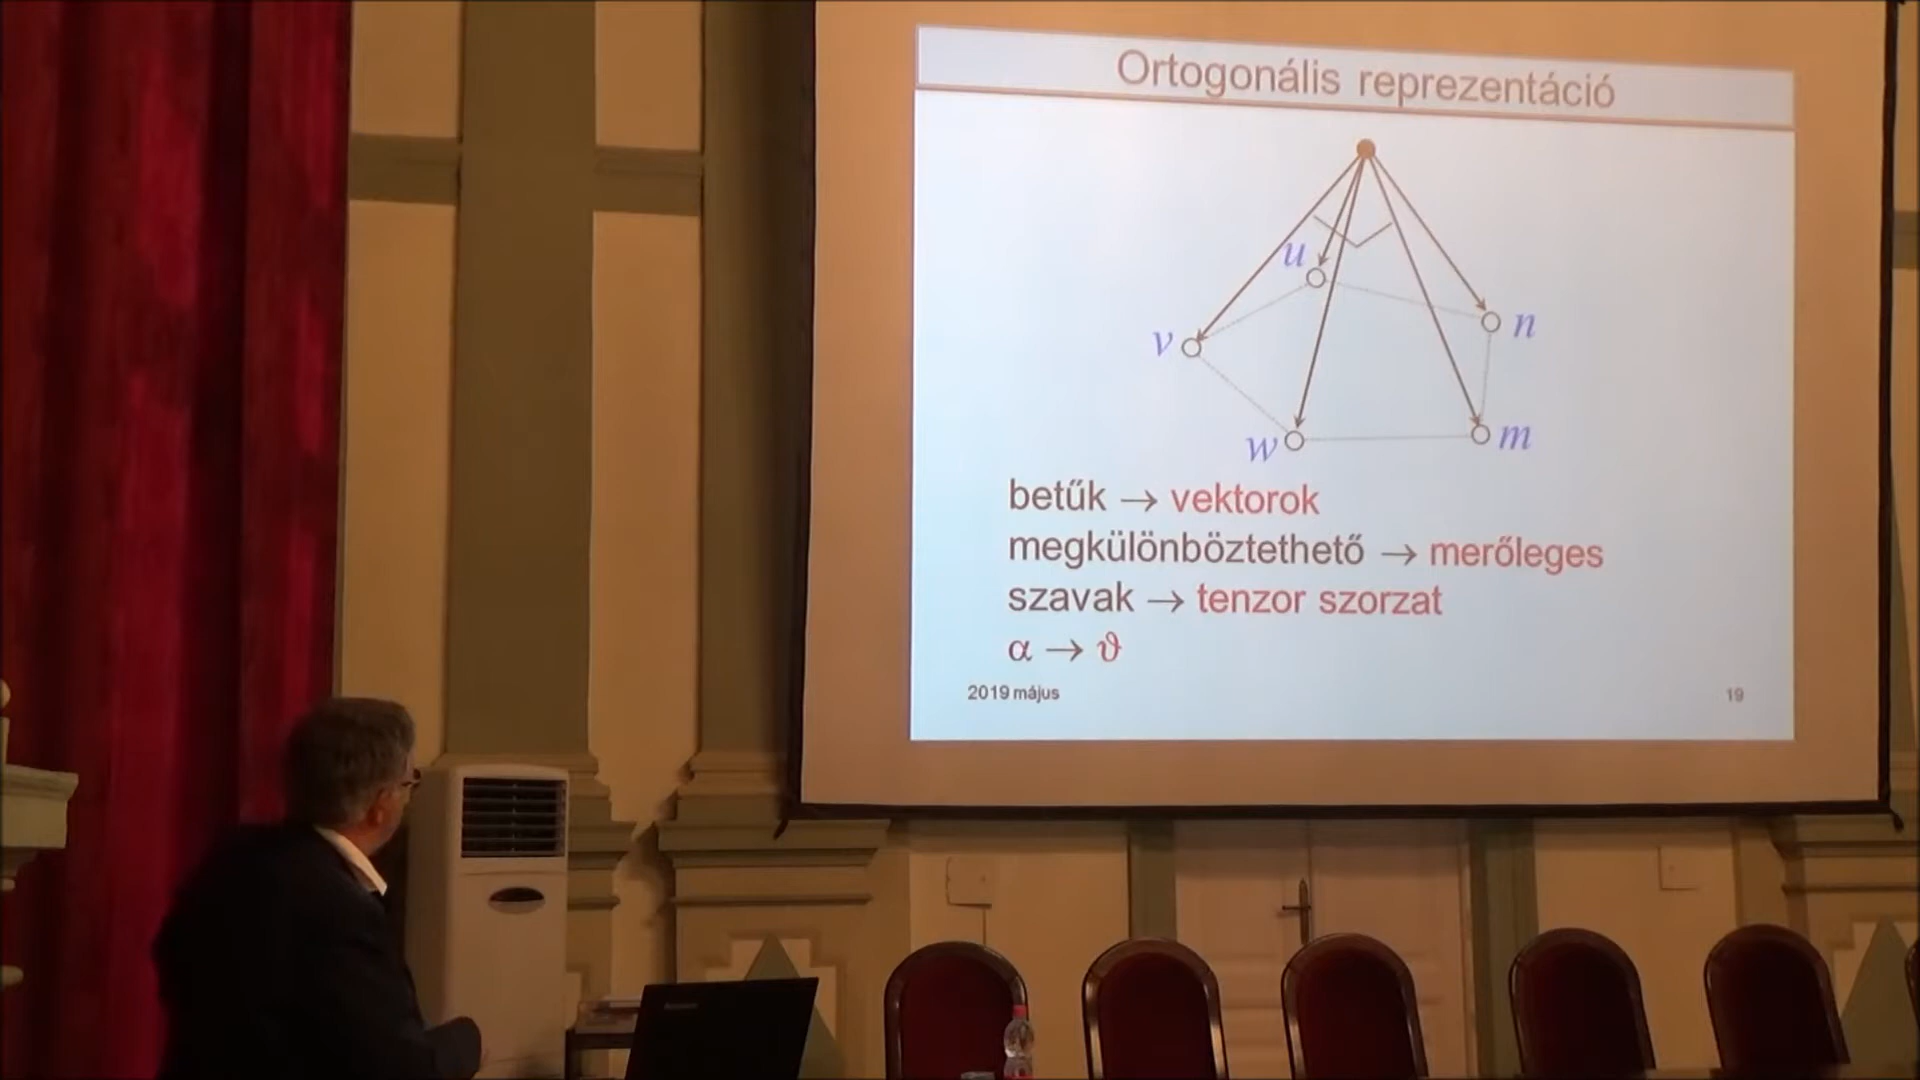 Ortogonális reprezentáció
u
v
n
w
m
betűk → vektorok
megkülönböztethető → merőleges
szavak → tenzor szorzat
α → ϑ
2019 május
19